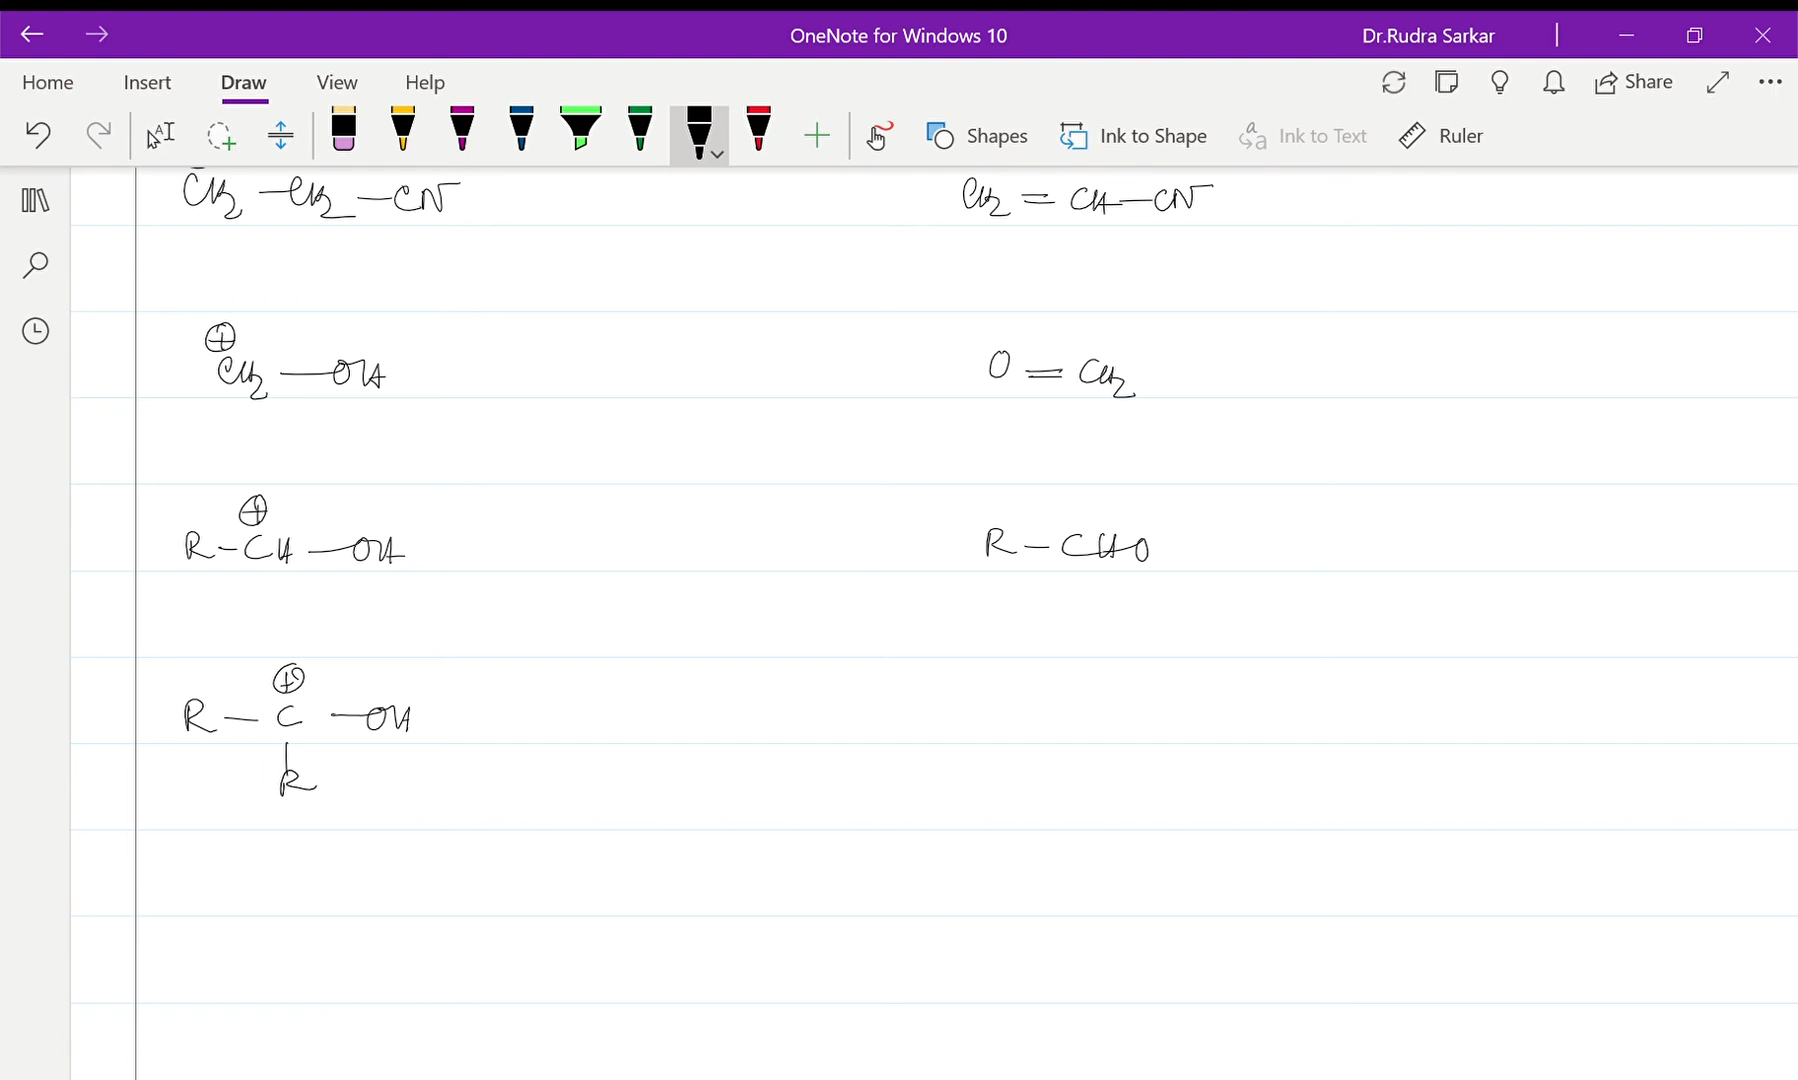 OneNote for Windows 10
Dr.Rudra Sarkar
Home Insert Draw View Help
Share
Shapes Ink to Shape Ink to Text Ruler
CH2 — CH2 — CN
CH2 = CH — CN
⊕
CH2 — OH
O = CH2
⊕
R — CH — OH
R — CHO
⊕
R — C — OH
|
R